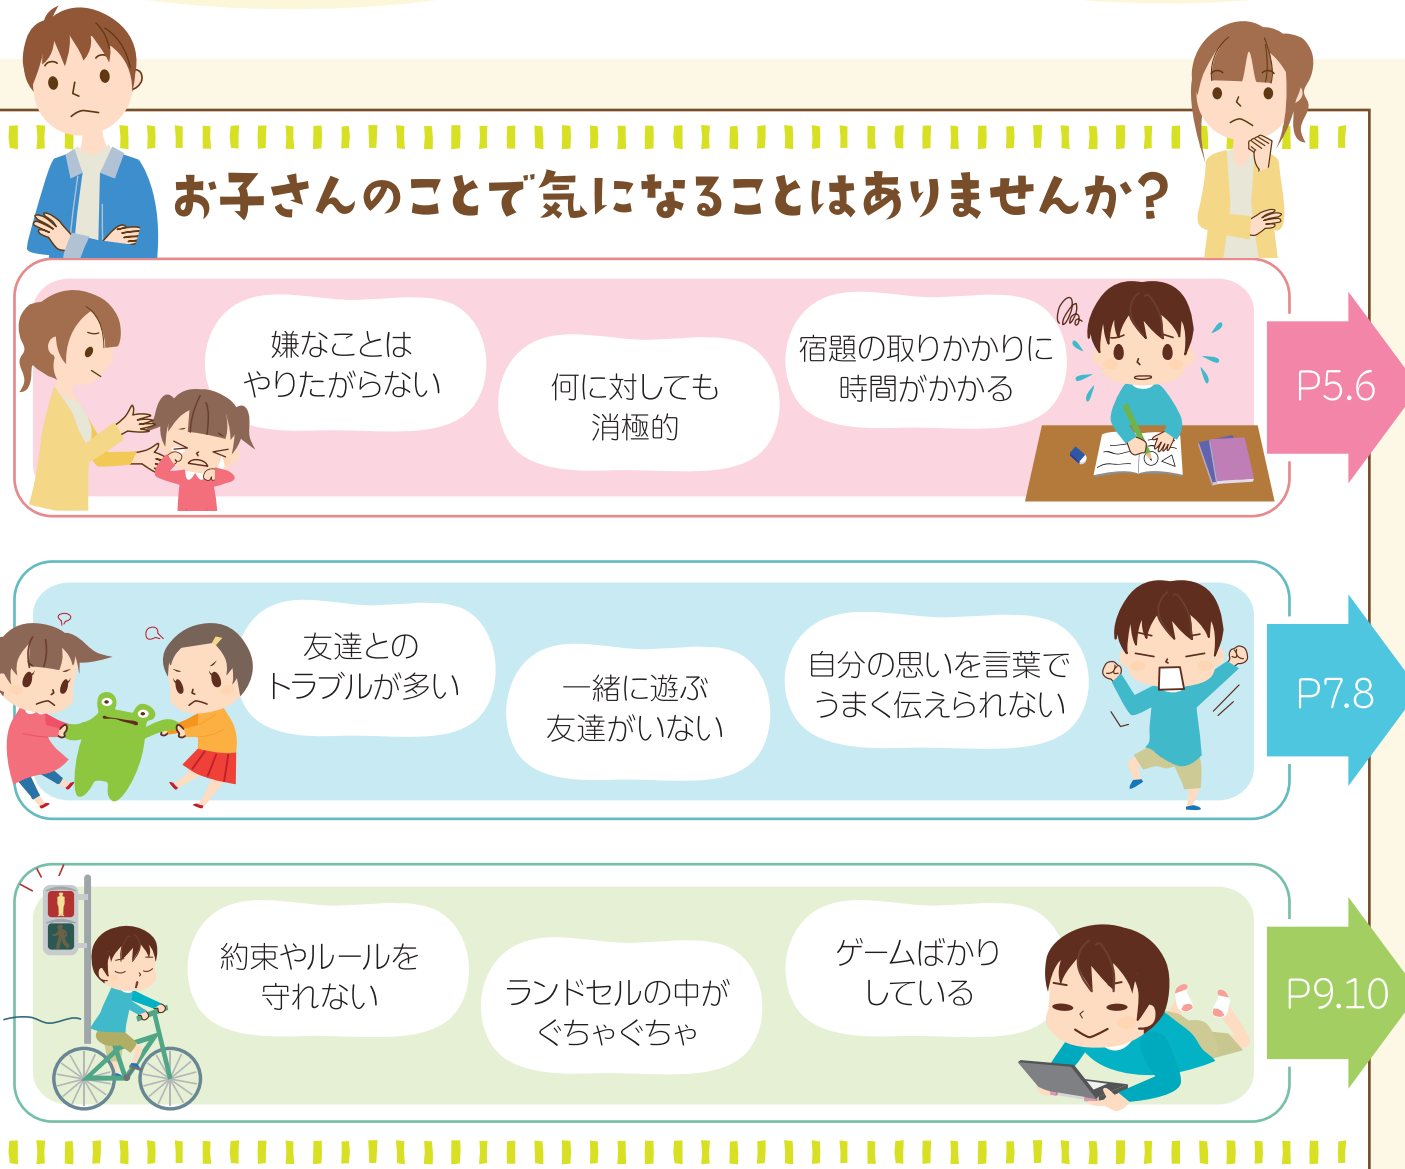 お子さんのことで気になることはありませんか？
嫌なことは
やりたがらない
何に対しても
消極的
宿題の取りかかりに
時間がかかる
P5.6
友達との
トラブルが多い
一緒に遊ぶ
友達がいない
自分の思いを言葉で
うまく伝えられない
P7.8
約束やルールを
守れない
ランドセルの中が
ぐちゃぐちゃ
ゲームばかり
している
P9.10